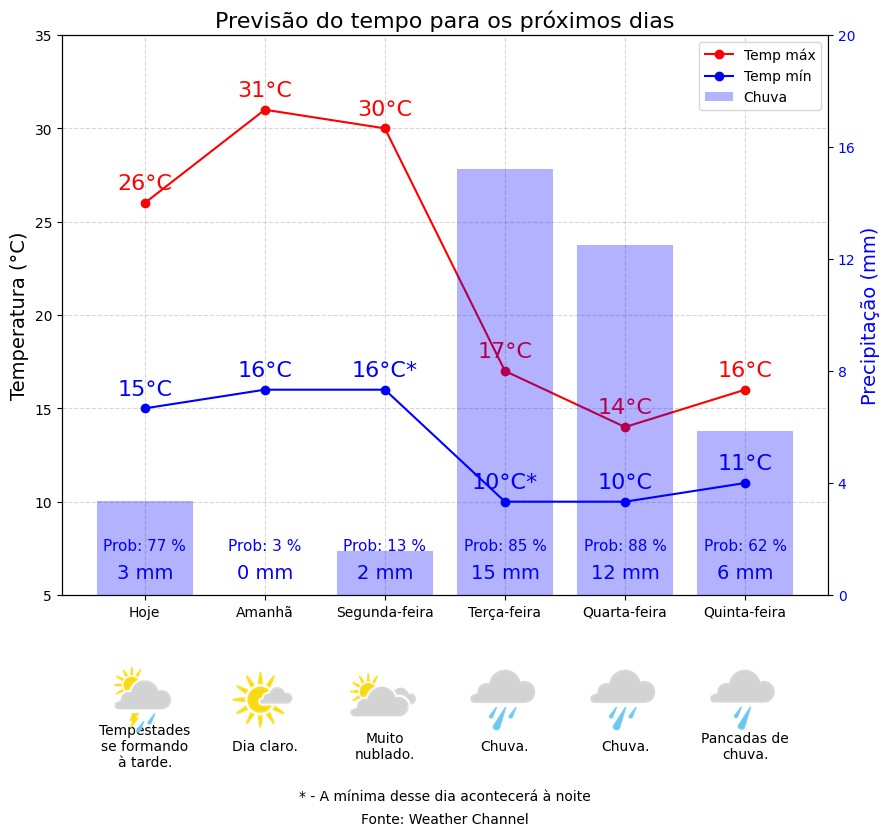 Previsão do tempo para os próximos dias
35
30
25
20
15
10
5
Temperatura (°C)
20
16
12
8
4
0
Precipitação (mm)
Temp máx
Temp mín
Chuva
26°C
31°C
30°C
17°C
14°C
16°C
15°C
16°C
16°C*
10°C*
10°C
11°C
Prob: 77 %
Prob: 3 %
Prob: 13 %
Prob: 85 %
Prob: 88 %
Prob: 62 %
3 mm
0 mm
2 mm
15 mm
12 mm
6 mm
Hoje
Amanhã
Segunda-feira
Terça-feira
Quarta-feira
Quinta-feira
Tempestades
se formando
à tarde.
Dia claro.
Muito
nublado.
Chuva.
Chuva.
Pancadas de
chuva.
* - A mínima desse dia acontecerá à noite
Fonte: Weather Channel